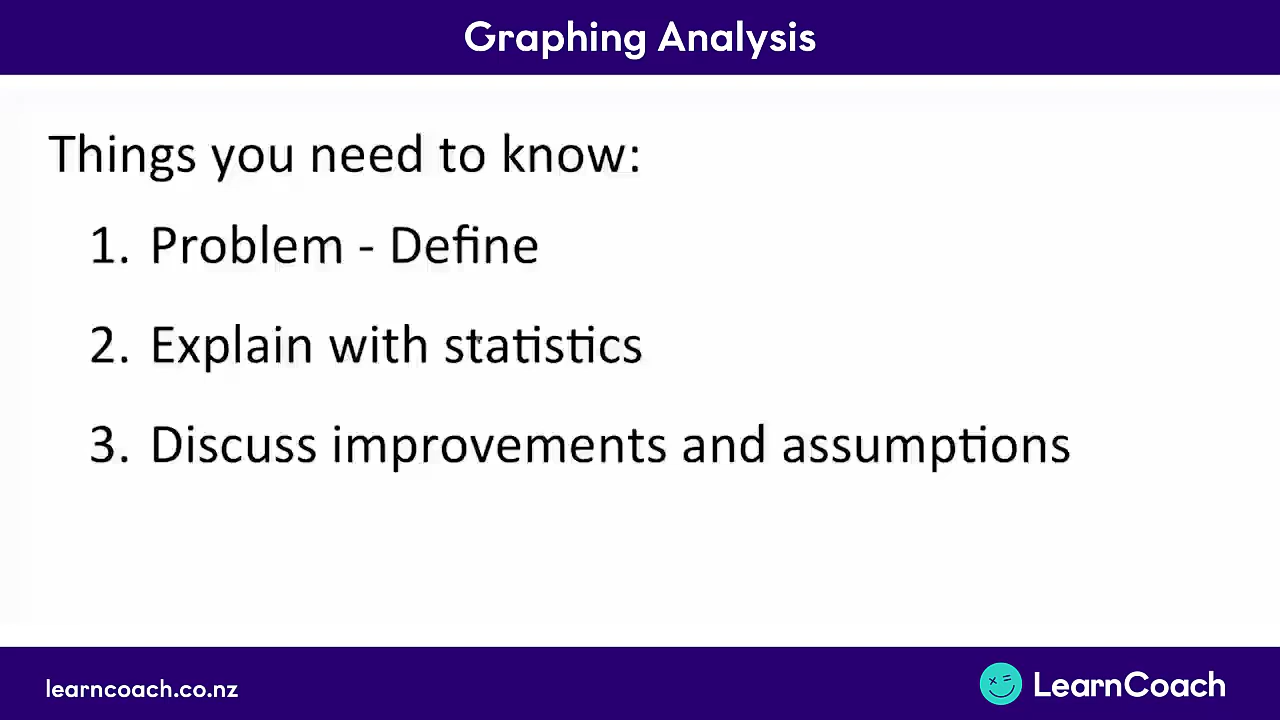 Graphing Analysis
Things you need to know:
1. Problem - Define
2. Explain with statistics
3. Discuss improvements and assumptions
learncoach.co.nz
LearnCoach